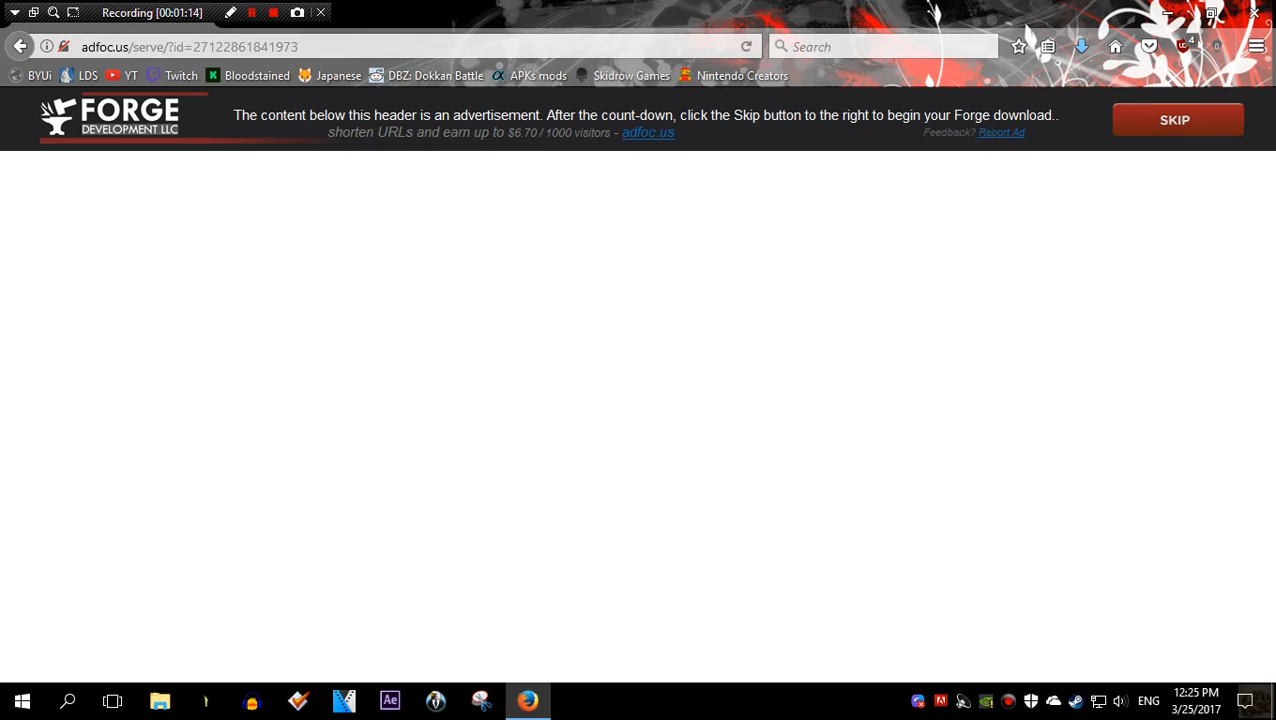 Recording [00:01:14]
adfoc.us/serve/?id=27122861841973
Search
4
BYUi LDS YT Twitch K Bloodstained Japanese DBZ: Dokkan Battle APKs mods Skidrow Games Nintendo Creators
FORGE
DEVELOPMENT LLC
The content below this header is an advertisement. After the count-down, click the Skip button to the right to begin your Forge download..
shorten URLs and earn up to $6.70 / 1000 visitors - adfoc.us
Feedback? Report Ad
SKIP
Ae
ENG
12:25 PM
3/25/2017